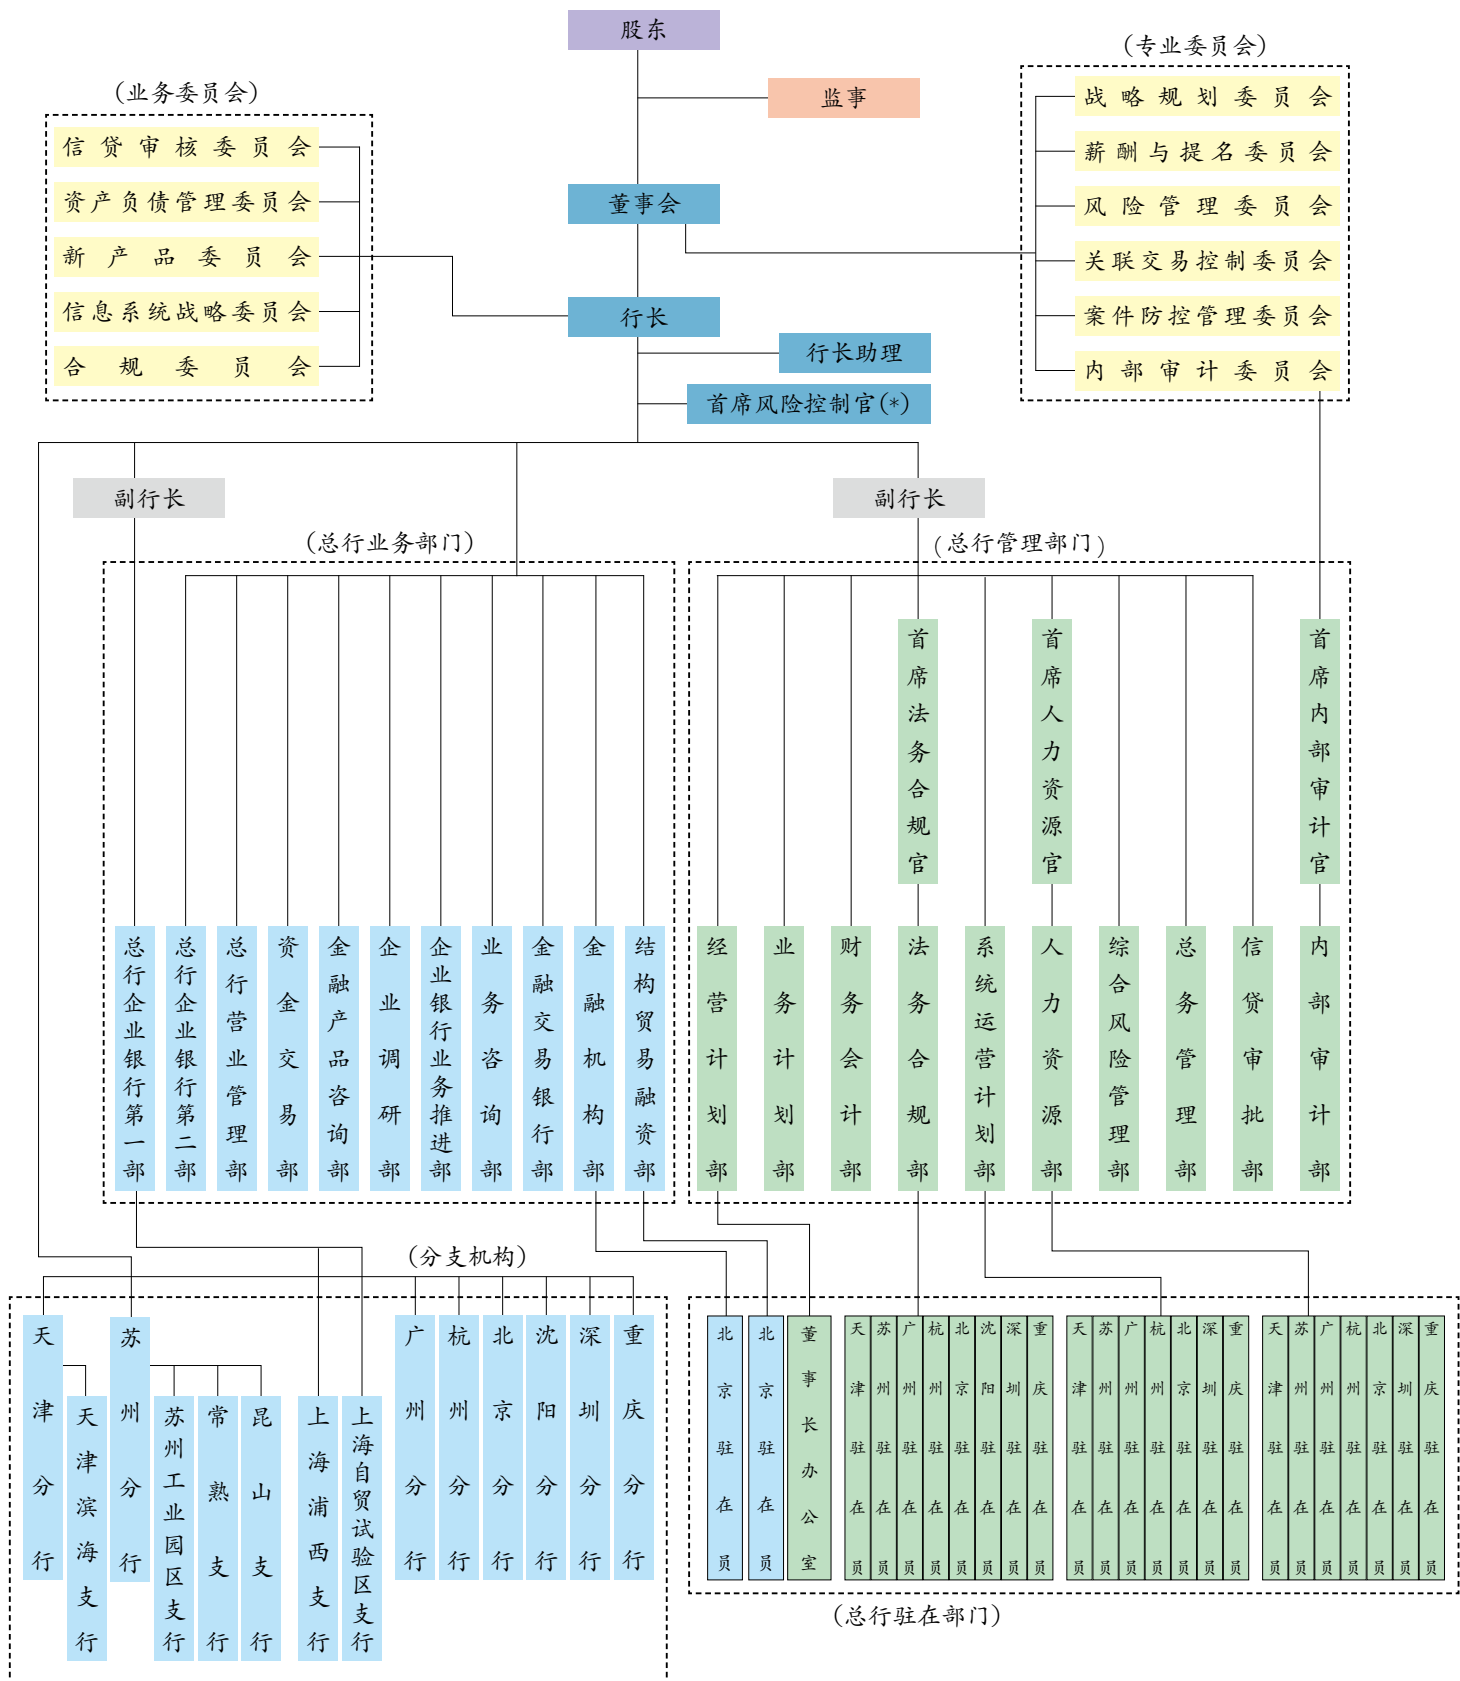 股东
监事
董事会
行长
行长助理
首席风险控制官(*)
(业务委员会)
信贷审核委员会
资产负债管理委员会
新产品委员会
信息系统战略委员会
合规委员会
(专业委员会)
战略规划委员会
薪酬与提名委员会
风险管理委员会
关联交易控制委员会
案件防控管理委员会
内部审计委员会
副行长
副行长
(总行业务部门)
总行企业银行第一部
总行企业银行第二部
总行营业管理部
资金交易部
金融产品咨询部
企业调研部
企业银行业务推进部
业务咨询部
金融交易银行部
金融机构部
结构贸易融资部
(总行管理部门)
首席法务合规官
首席人力资源官
首席内部审计官
经营计划部
业务计划部
财务会计部
法务合规部
系统运营计划部
人力资源部
综合风险管理部
总务管理部
信贷审批部
内部审计部
(分支机构)
天津分行
天津滨海支行
苏州分行
苏州工业园区支行
常熟支行
昆山支行
上海浦西支行
上海自贸试验区支行
广州分行
杭州分行
北京分行
沈阳分行
深圳分行
重庆分行
北京驻在员
北京驻在员
董事长办公室
天津驻在员
苏州驻在员
广州驻在员
杭州驻在员
北京驻在员
沈阳驻在员
深圳驻在员
重庆驻在员
天津驻在员
苏州驻在员
广州驻在员
杭州驻在员
北京驻在员
深圳驻在员
重庆驻在员
天津驻在员
苏州驻在员
广州驻在员
杭州驻在员
北京驻在员
深圳驻在员
重庆驻在员
(总行驻在部门)